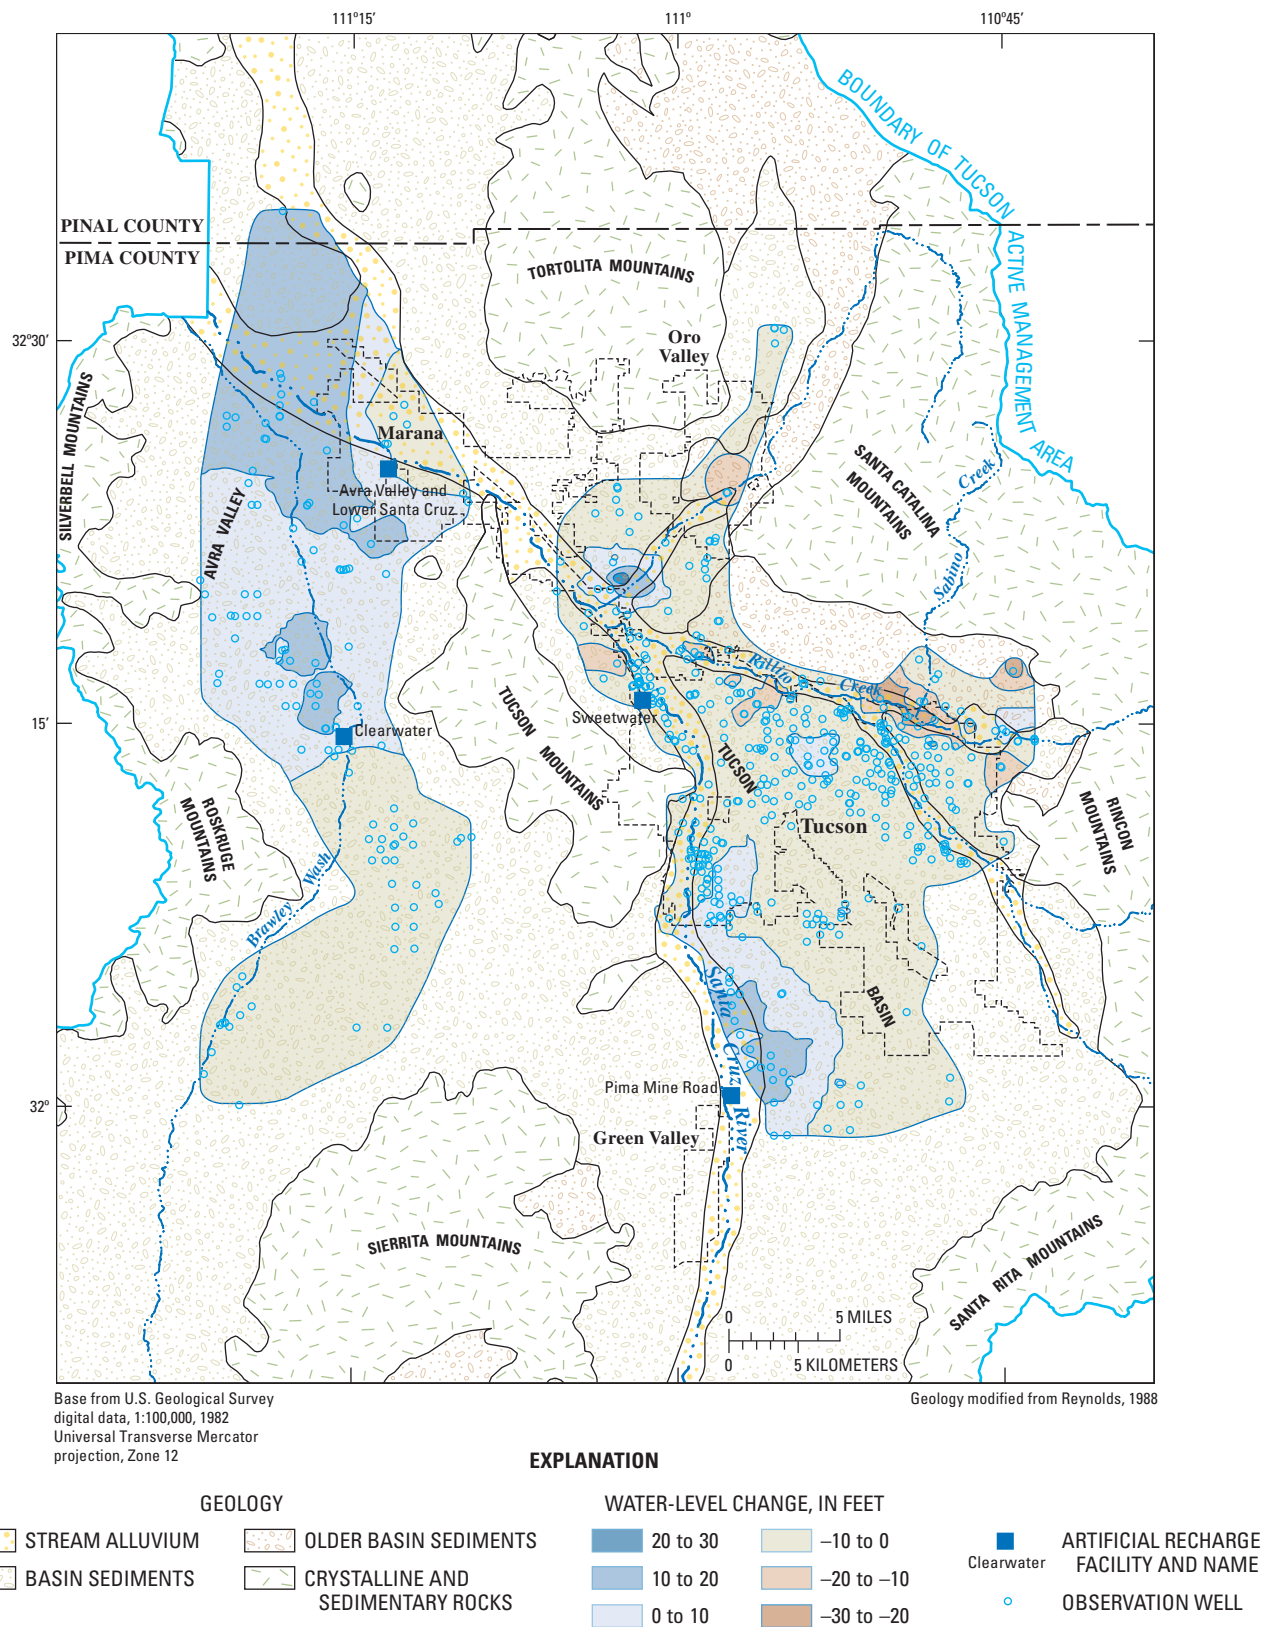 111°15′
111°
110°45′
BOUNDARY OF TUCSON
ACTIVE MANAGEMENT
AREA
PINAL COUNTY
PIMA COUNTY
TORTOLITA MOUNTAINS
32°30′
Oro
Valley
SILVERBELL MOUNTAINS
Marana
SANTA CATALINA
MOUNTAINS
Creek
Sabino
Avra Valley and
Lower Santa Cruz
AVRA VALLEY
Rillito
Creek
15′
Sweetwater
Clearwater
TUCSON
MOUNTAINS
TUCSON
BASIN
ROSKRUGE
MOUNTAINS
Tucson
RINCON
MOUNTAINS
Brawley
Wash
Santa
Cruz
River
32°
Pima Mine Road
Green Valley
SIERRITA MOUNTAINS
SANTA RITA MOUNTAINS
0
5 MILES
0
5 KILOMETERS
Base from U.S. Geological Survey
digital data, 1:100,000, 1982
Universal Transverse Mercator
projection, Zone 12
Geology modified from Reynolds, 1988
EXPLANATION
GEOLOGY
STREAM ALLUVIUM
BASIN SEDIMENTS
OLDER BASIN SEDIMENTS
CRYSTALLINE AND
SEDIMENTARY ROCKS
WATER-LEVEL CHANGE, IN FEET
20 to 30
10 to 20
0 to 10
–10 to 0
–20 to –10
–30 to –20
Clearwater
ARTIFICIAL RECHARGE
FACILITY AND NAME
OBSERVATION WELL